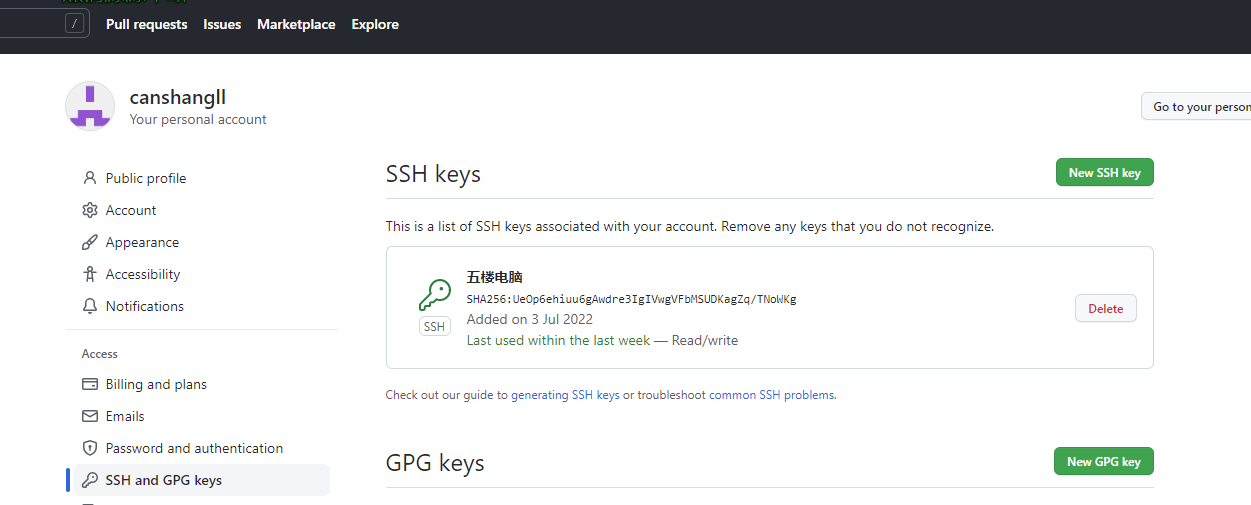 / Pull requests Issues Marketplace Explore
canshangll
Your personal account
Go to your person
Public profile
Account
Appearance
Accessibility
Notifications
Access
Billing and plans
Emails
Password and authentication
SSH and GPG keys
SSH keys
New SSH key
This is a list of SSH keys associated with your account. Remove any keys that you do not recognize.
五楼电脑
SHA256:UeOp6ehiuu6gAwdre3IgIVwgVFbMSUDKagZq/TNoWKg
SSH
Added on 3 Jul 2022
Last used within the last week — Read/write
Delete
Check out our guide to generating SSH keys or troubleshoot common SSH problems.
GPG keys
New GPG key